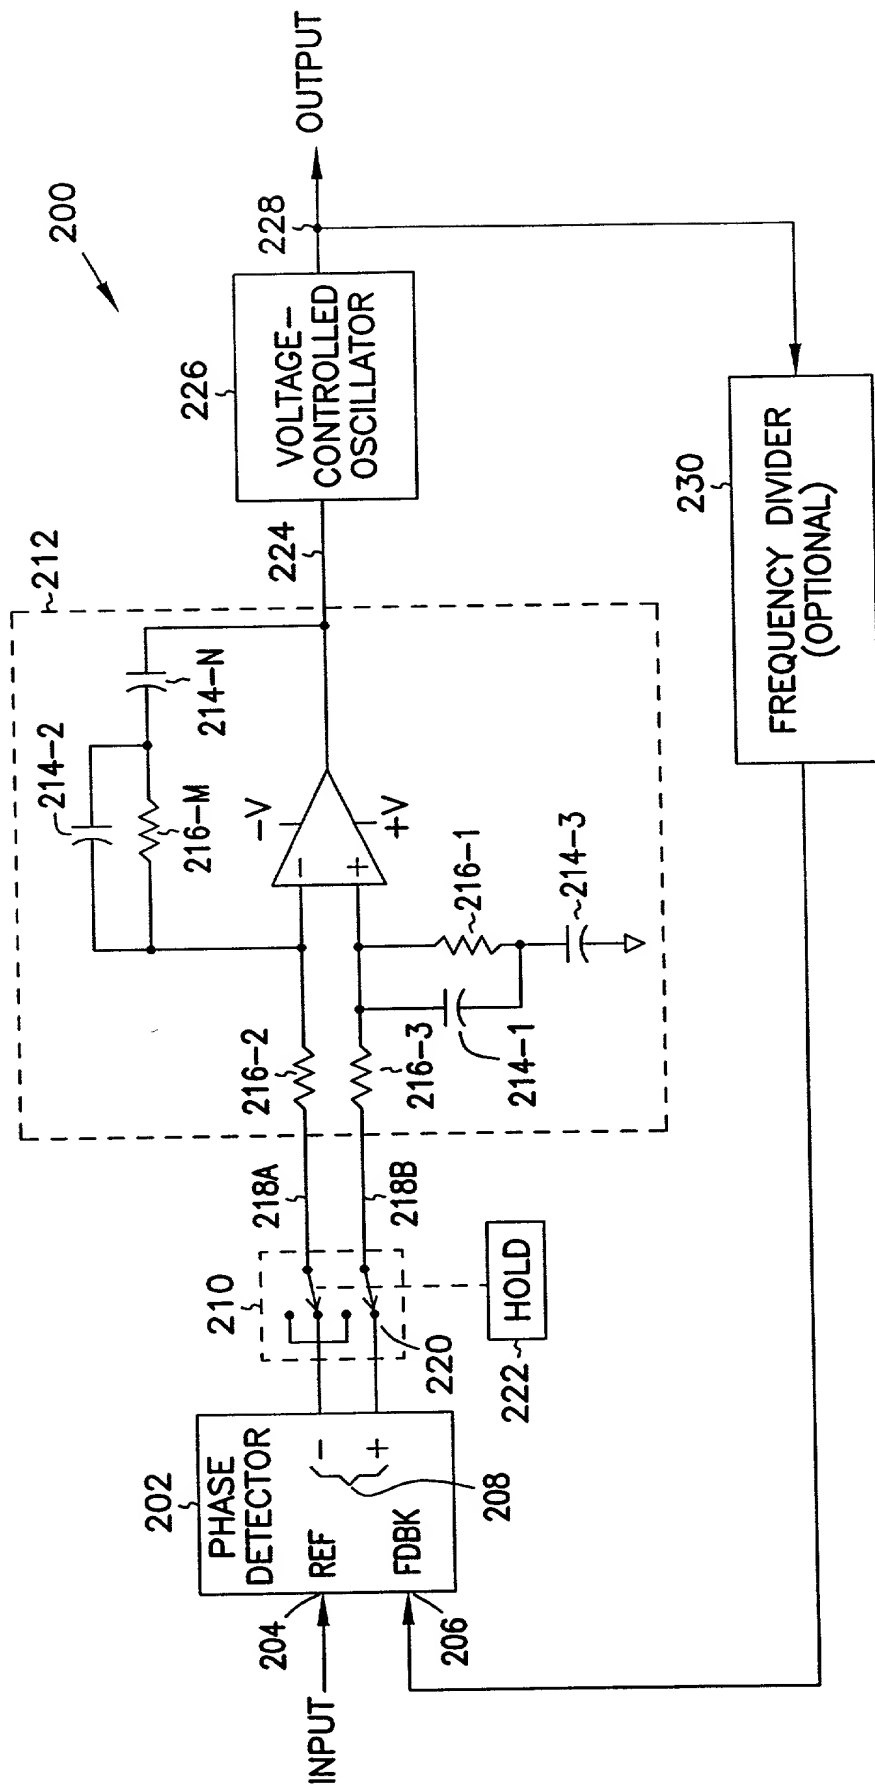 200
INPUT
204
206
202
PHASE
DETECTOR
REF
FDBK
−
+
208
210
220
222
HOLD
218A
218B
212
216-2
216-3
214-1
214-2
216-M
214-N
−V
−
+
+V
216-1
214-3
224
226
VOLTAGE-
CONTROLLED
OSCILLATOR
228
OUTPUT
230
FREQUENCY DIVIDER
(OPTIONAL)